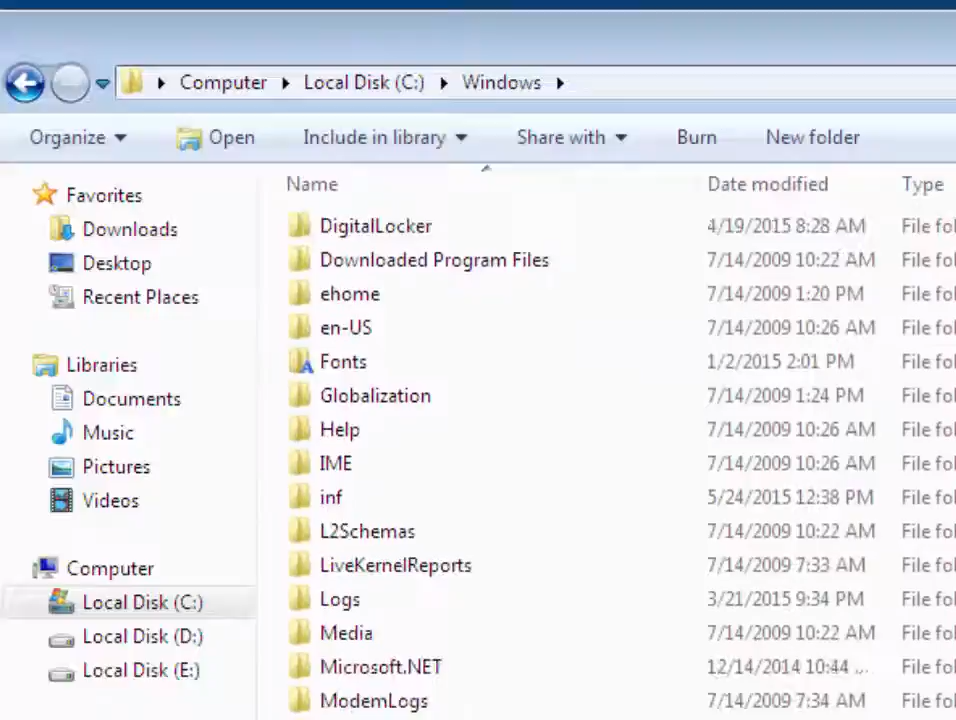 Computer Local Disk (C:) Windows
Organize Open Include in library Share with Burn New folder
Name Date modified Type
Favorites
Downloads
Desktop
Recent Places
Libraries
Documents
Music
Pictures
Videos
Computer
Local Disk (C:)
Local Disk (D:)
Local Disk (E:)
DigitalLocker 4/19/2015 8:28 AM File fol
Downloaded Program Files 7/14/2009 10:22 AM File fol
ehome 7/14/2009 1:20 PM File fol
en-US 7/14/2009 10:26 AM File fol
Fonts 1/2/2015 2:01 PM File fol
Globalization 7/14/2009 1:24 PM File fol
Help 7/14/2009 10:26 AM File fol
IME 7/14/2009 10:26 AM File fol
inf 5/24/2015 12:38 PM File fol
L2Schemas 7/14/2009 10:22 AM File fol
LiveKernelReports 7/14/2009 7:33 AM File fol
Logs 3/21/2015 9:34 PM File fol
Media 7/14/2009 10:22 AM File fol
Microsoft.NET 12/14/2014 10:44 ... File fol
ModemLogs 7/14/2009 7:34 AM File fol